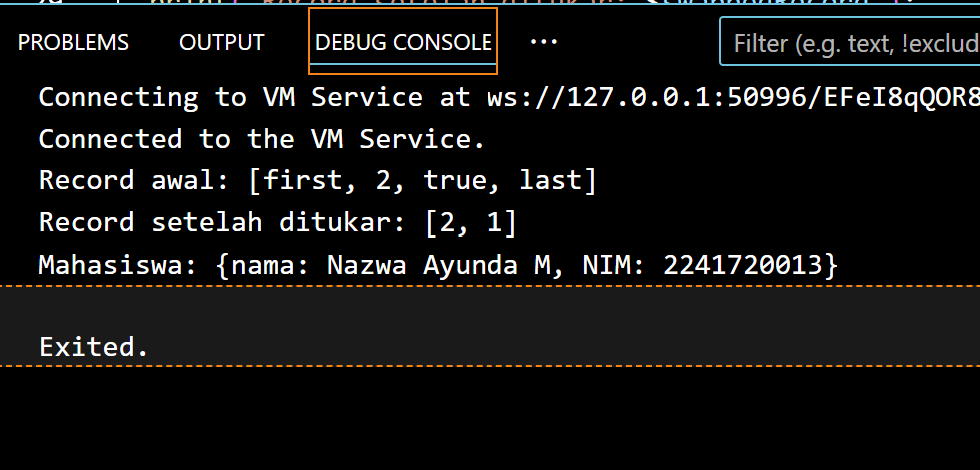 PROBLEMS OUTPUT DEBUG CONSOLE ··· Filter (e.g. text, !exclud
Connecting to VM Service at ws://127.0.0.1:50996/EFeI8qQOR8
Connected to the VM Service.
Record awal: [first, 2, true, last]
Record setelah ditukar: [2, 1]
Mahasiswa: {nama: Nazwa Ayunda M, NIM: 2241720013}
Exited.